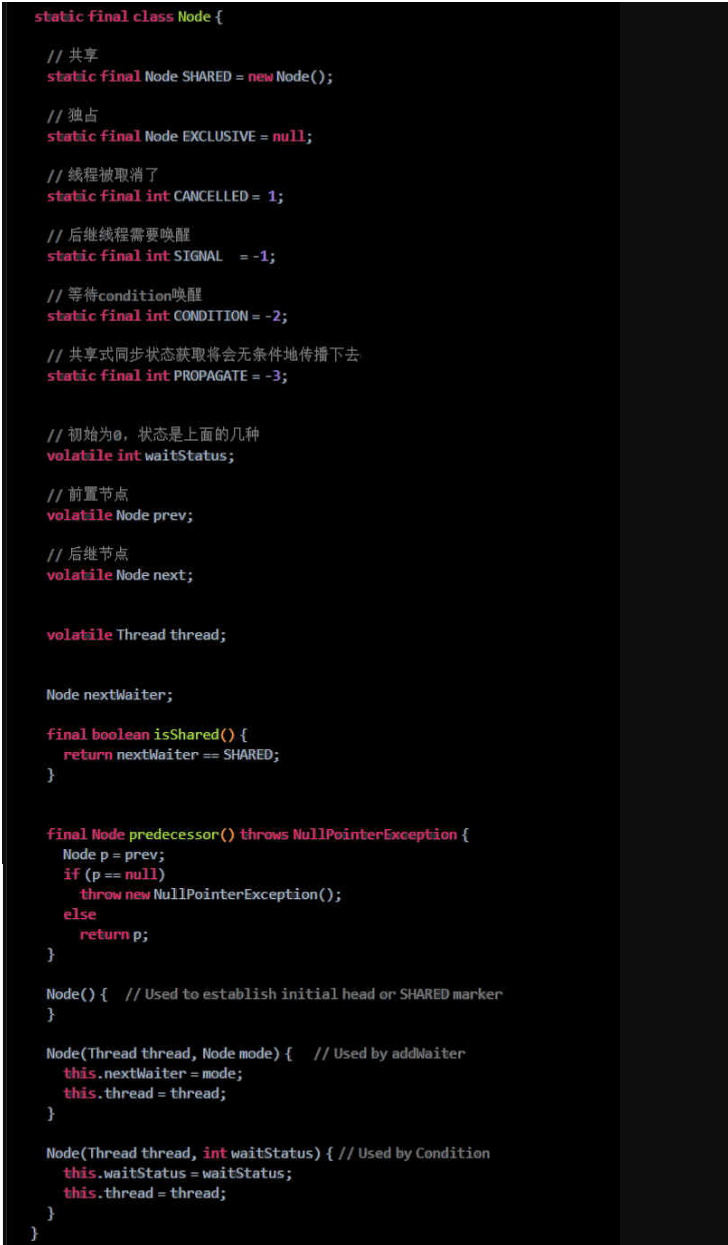 static final class Node {
// 共享
static final Node SHARED = new Node();
// 独占
static final Node EXCLUSIVE = null;
// 线程被取消了
static final int CANCELLED = 1;
// 后继线程需要唤醒
static final int SIGNAL = -1;
// 等待condition唤醒
static final int CONDITION = -2;
// 共享式同步状态获取将会无条件地传播下去
static final int PROPAGATE = -3;
// 初始为0，状态是上面的几种
volatile int waitStatus;
// 前置节点
volatile Node prev;
// 后继节点
volatile Node next;
volatile Thread thread;
Node nextWaiter;
final boolean isShared() {
return nextWaiter == SHARED;
}
final Node predecessor() throws NullPointerException {
Node p = prev;
if (p == null)
throw new NullPointerException();
else
return p;
}
Node() { // Used to establish initial head or SHARED marker
}
Node(Thread thread, Node mode) { // Used by addWaiter
this.nextWaiter = mode;
this.thread = thread;
}
Node(Thread thread, int waitStatus) { // Used by Condition
this.waitStatus = waitStatus;
this.thread = thread;
}
}